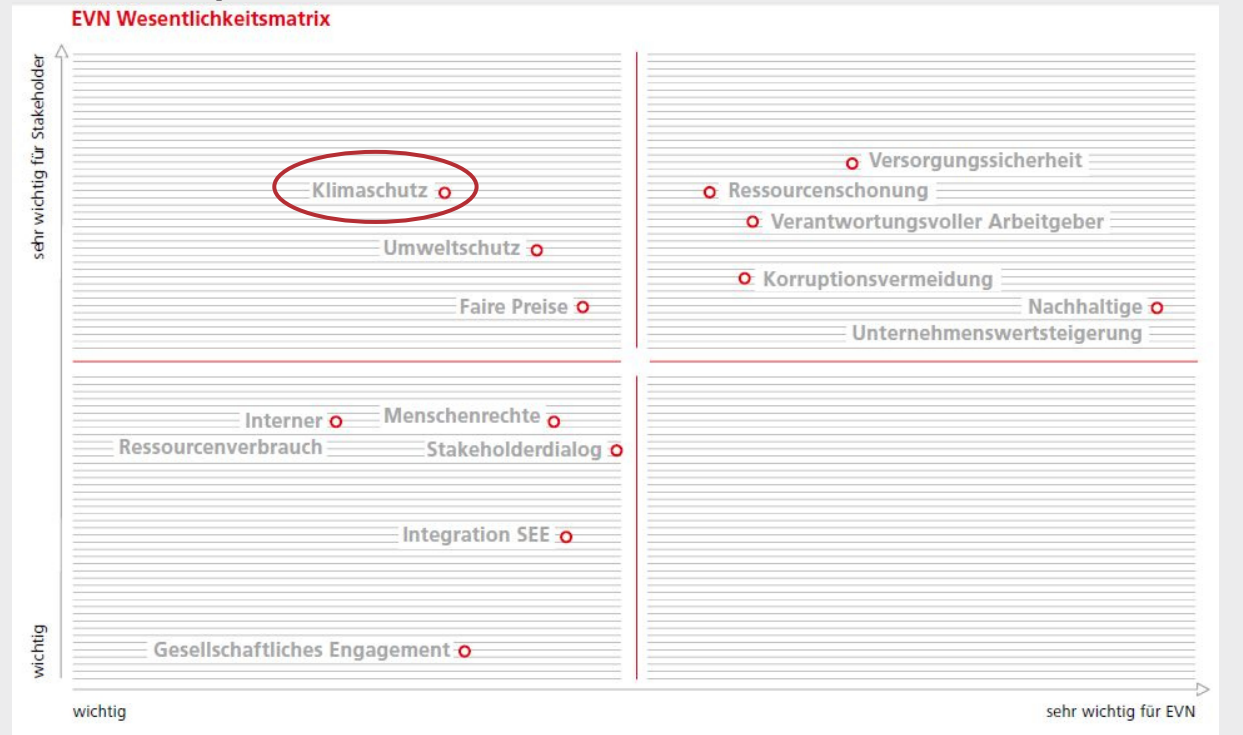 EVN Wesentlichkeitsmatrix
sehr wichtig für Stakeholder
Versorgungssicherheit
Klimaschutz
Ressourcenschonung
Verantwortungsvoller Arbeitgeber
Umweltschutz
Korruptionsvermeidung
Faire Preise
Nachhaltige
Unternehmenswertsteigerung
Interner
Ressourcenverbrauch
Menschenrechte
Stakeholderdialog
Integration SEE
Gesellschaftliches Engagement
wichtig
wichtig
sehr wichtig für EVN